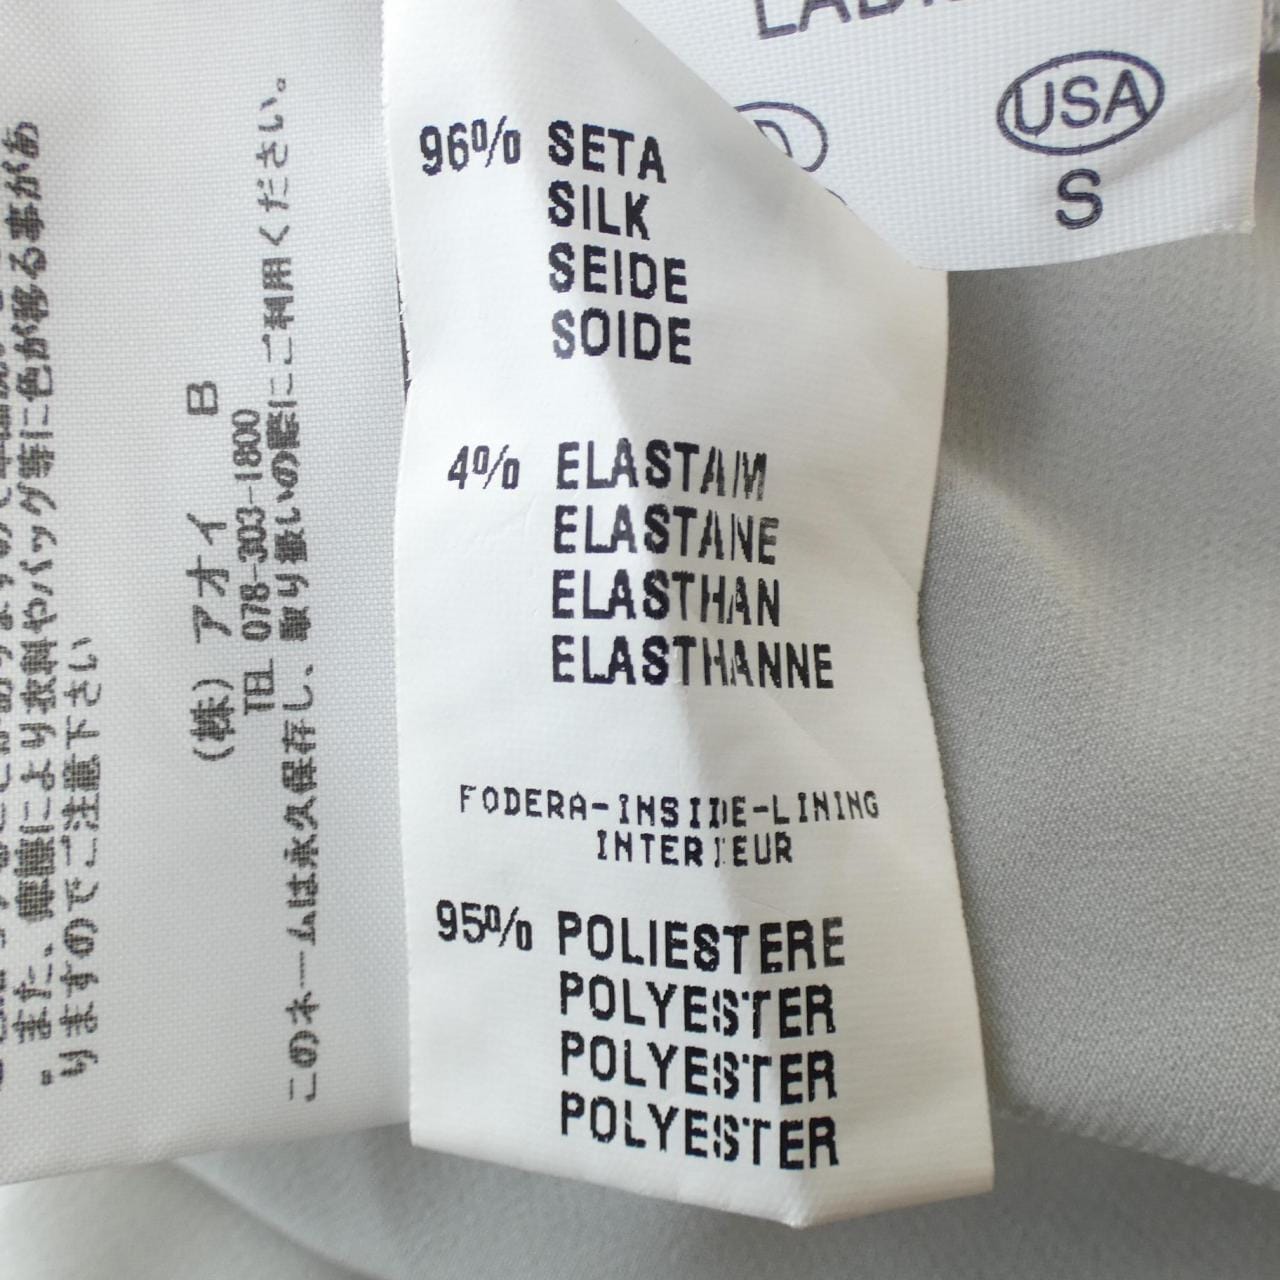 USA
S
96% SETA
SILK
SEIDE
SOIDE
4% ELASTAM
ELASTANE
ELASTHAN
ELASTHANNE
FODERA-INSIDE-LINING
INTERIEUR
95% POLIESTERE
POLYESTER
POLYESTER
POLYESTER
また、摩擦により衣料やバッグ等に色が移る事があ
りますのでご注意下さい
(株) アオイ B
TEL 078-303-1800
このネームは永久保存し、取り扱いの際にご利用ください。